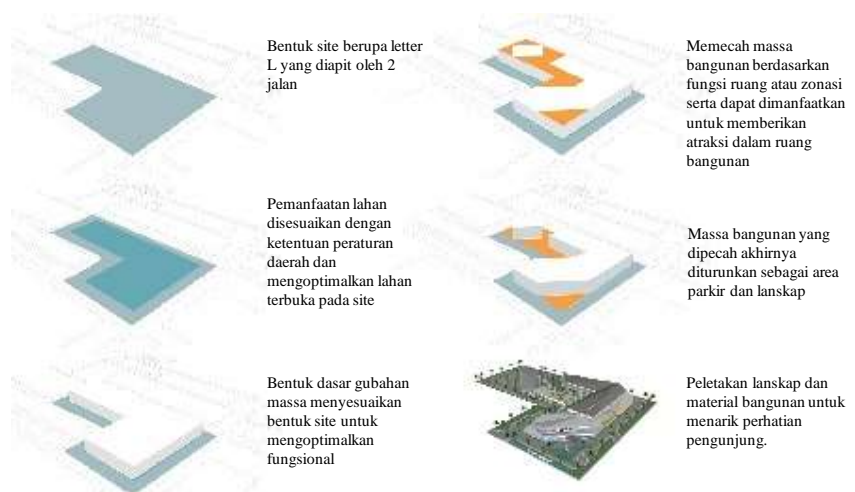 Bentuk site berupa letter
L yang diapit oleh 2
jalan
Pemanfaatan lahan
disesuaikan dengan
ketentuan peraturan
daerah dan
mengoptimalkan lahan
terbuka pada site
Bentuk dasar gubahan
massa menyesuaikan
bentuk site untuk
mengoptimalkan
fungsional
Memecah massa
bangunan berdasarkan
fungsi ruang atau zonasi
serta dapat dimanfaatkan
untuk memberikan
atraksi dalam ruang
bangunan
Massa bangunan yang
dipecah akhirnya
diturunkan sebagai area
parkir dan lanskap
Peletakan lanskap dan
material bangunan untuk
menarik perhatian
pengunjung.